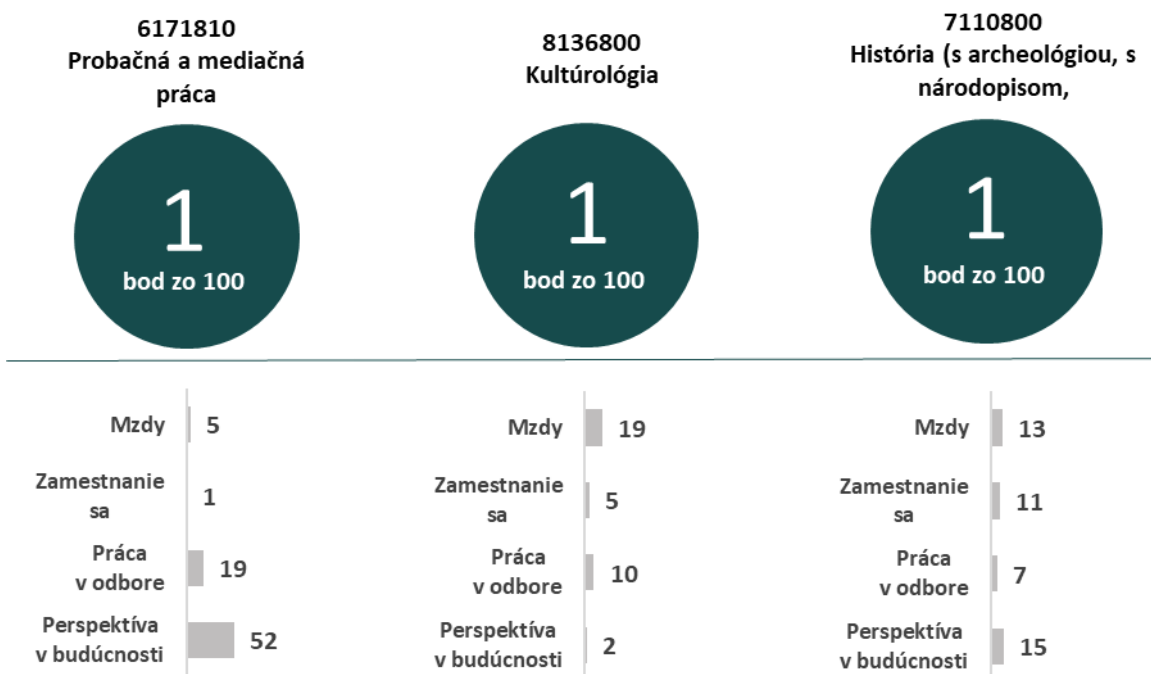 6171810
Probačná a mediačná
práca
1
bod zo 100
Mzdy
5
Zamestnanie
sa
1
Práca
v odbore
19
Perspektíva
v budúcnosti
52
8136800
Kultúrológia
1
bod zo 100
Mzdy
19
Zamestnanie
sa
5
Práca
v odbore
10
Perspektíva
v budúcnosti
2
7110800
História (s archeológiou, s
národopisom,
1
bod zo 100
Mzdy
13
Zamestnanie
sa
11
Práca
v odbore
7
Perspektíva
v budúcnosti
15